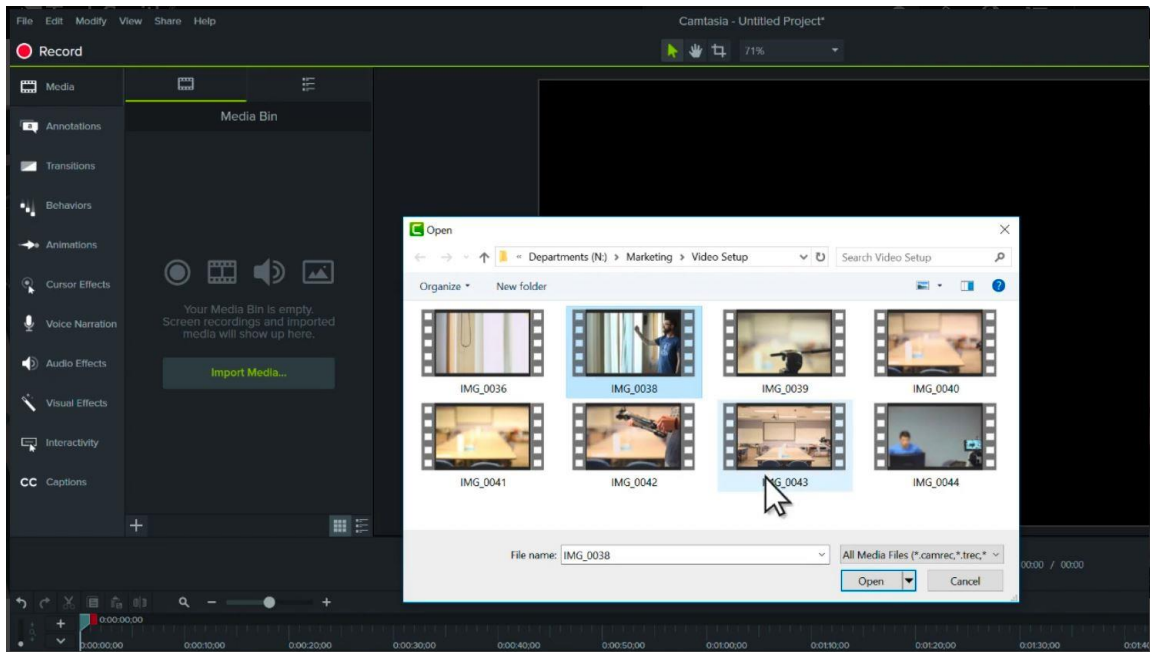 File Edit Modify View Share Help
Camtasia - Untitled Project*
Record
71%
Media
Annotations
Transitions
Behaviors
Animations
Cursor Effects
Voice Narration
Audio Effects
Visual Effects
Interactivity
CC Captions
Media Bin
Your Media Bin is empty.
Screen recordings and imported
media will show up here.
Import Media...
Open
« Departments (N:) › Marketing › Video Setup
Search Video Setup
Organize
New folder
IMG_0036 IMG_0038 IMG_0039 IMG_0040
IMG_0041 IMG_0042 IMG_0043 IMG_0044
File name: IMG_0038
All Media Files (*.camrec,*.trec,*
Open Cancel
00:00 / 00:00
0:00:00;00
0:00:00;00 0:00:10;00 0:00:20;00 0:00:30;00 0:00:40;00 0:00:50;00 0:01:00;00 0:01:10;00 0:01:20;00 0:01:30;00 0:01:40